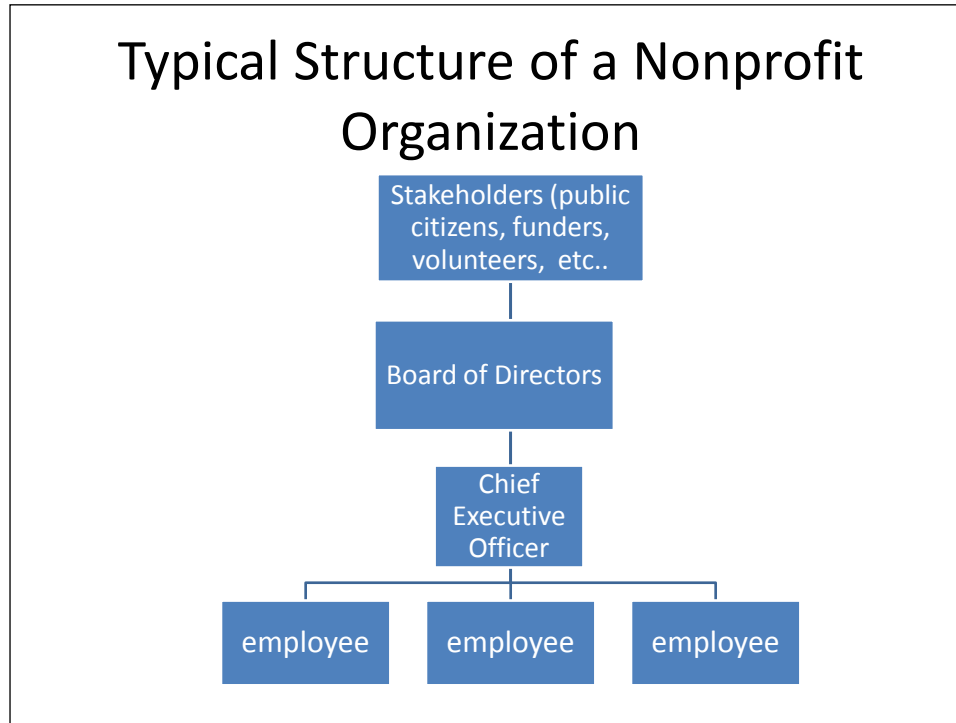 Typical Structure of a Nonprofit
Organization
Stakeholders (public
citizens, funders,
volunteers,  etc..
Board of Directors
Chief
Executive
Officer
employee
employee
employee